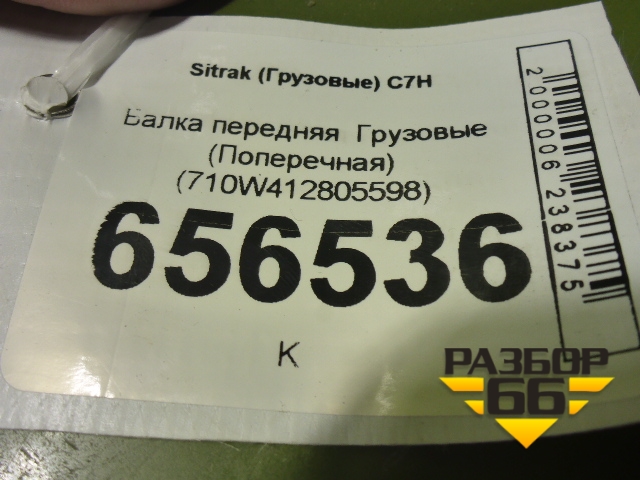 Sitrak (Грузовые) C7H
Балка передняя Грузовые
(Поперечная)
(710W412805598)
656536
K
2000006238375
РАЗБОР
66